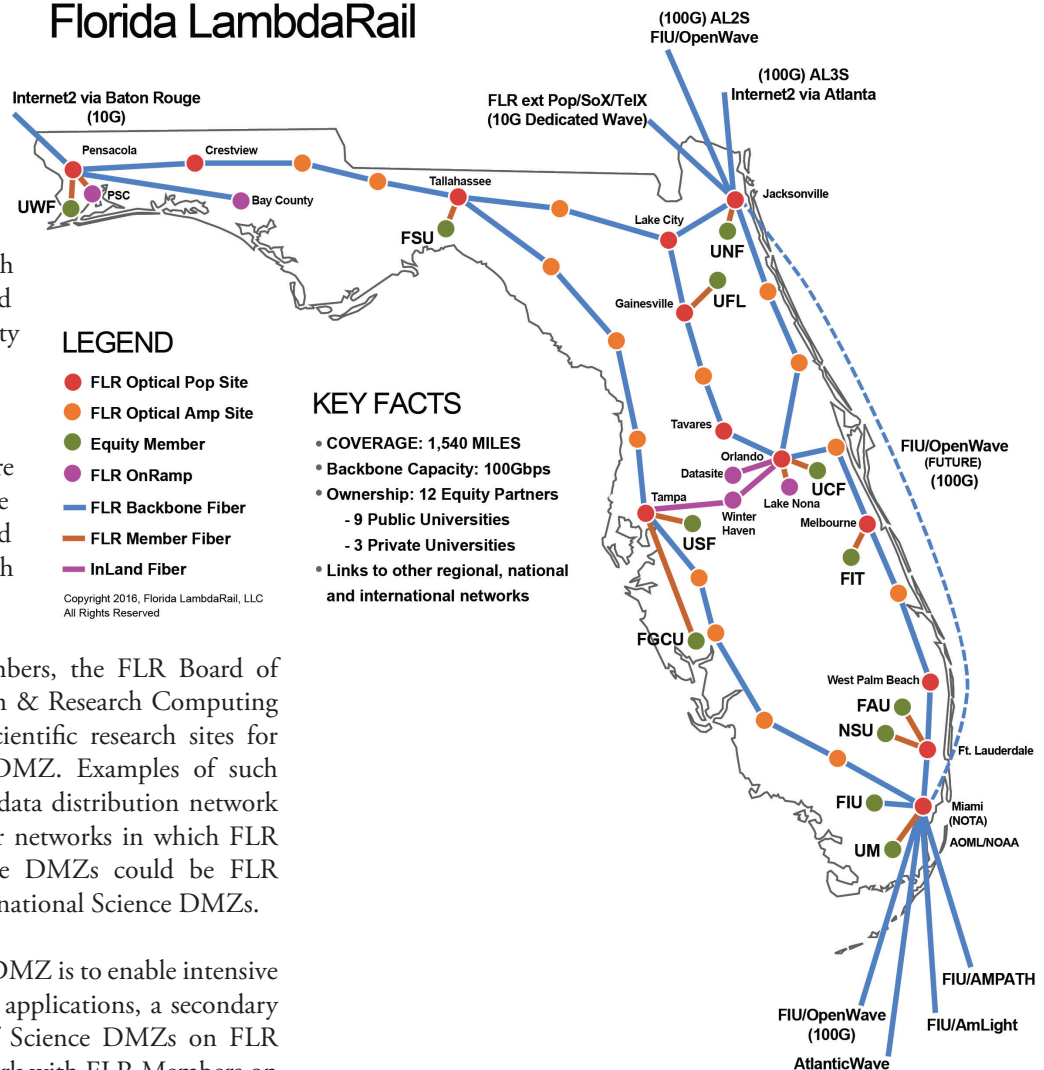 Florida LambdaRail
(100G) AL2S
FIU/OpenWave
(100G) AL3S
Internet2 via Atlanta
FLR ext Pop/SoX/TelX
(10G Dedicated Wave)
Internet2 via Baton Rouge
(10G)
Pensacola
Crestview
PSC
UWF
Bay County
Tallahassee
FSU
Lake City
Jacksonville
UNF
Gainesville
UFL
Tavares
Orlando
Datasite
UCF
Lake Nona
Winter
Haven
Tampa
USF
FGCU
Melbourne
FIT
FIU/OpenWave
(FUTURE)
(100G)
West Palm Beach
FAU
NSU
Ft. Lauderdale
FIU
Miami
(NOTA)
UM
AOML/NOAA
FIU/AMPATH
FIU/AmLight
FIU/OpenWave
(100G)
AtlanticWave
LEGEND
FLR Optical Pop Site
FLR Optical Amp Site
Equity Member
FLR OnRamp
FLR Backbone Fiber
FLR Member Fiber
InLand Fiber
Copyright 2016, Florida LambdaRail, LLC
All Rights Reserved
KEY FACTS
• COVERAGE: 1,540 MILES
• Backbone Capacity: 100Gbps
• Ownership: 12 Equity Partners
- 9 Public Universities
- 3 Private Universities
• Links to other regional, national
and international networks
the FLR Board of
& Research Computing
scientific research sites for
DMZ. Examples of such
data distribution network
networks in which FLR
DMZs could be FLR
national Science DMZs.
DMZ is to enable intensive
applications, a secondary
Science DMZs on FLR
with FLR Members on